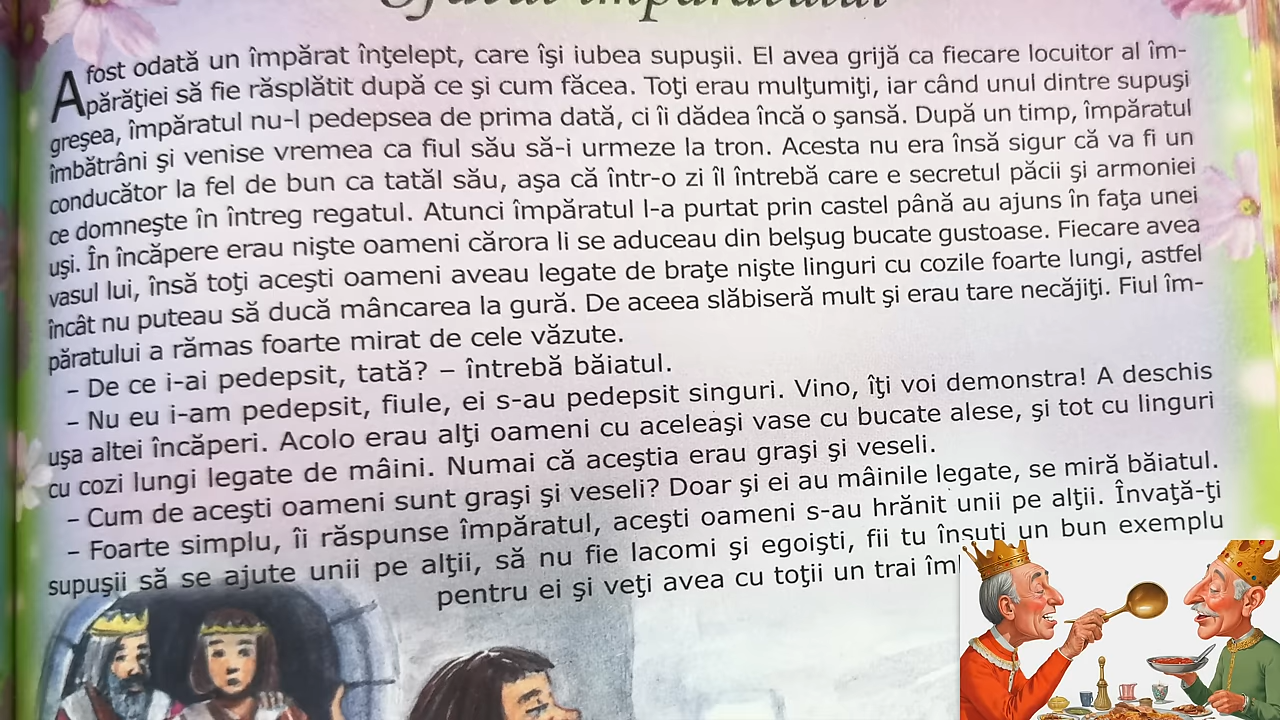 Sfatul împăratului
A fost odată un împărat înţelept, care îşi iubea supuşii. El avea grijă ca fiecare locuitor al îm-
părăţiei să fie răsplătit după ce şi cum făcea. Toţi erau mulţumiţi, iar când unul dintre supuşi
greşea, împăratul nu-l pedepsea de prima dată, ci îi dădea încă o şansă. După un timp, împăratul
îmbătrâni şi venise vremea ca fiul său să-i urmeze la tron. Acesta nu era însă sigur că va fi un
conducător la fel de bun ca tatăl său, aşa că într-o zi îl întrebă care e secretul păcii şi armoniei
ce domneşte în întreg regatul. Atunci împăratul l-a purtat prin castel până au ajuns în faţa unei
uşi. În încăpere erau nişte oameni cărora li se aduceau din belşug bucate gustoase. Fiecare avea
vasul lui, însă toţi aceşti oameni aveau legate de braţe nişte linguri cu cozile foarte lungi, astfel
încât nu puteau să ducă mâncarea la gură. De aceea slăbiseră mult şi erau tare necăjiţi. Fiul îm-
păratului a rămas foarte mirat de cele văzute.
– De ce i-ai pedepsit, tată? – întrebă băiatul.
– Nu eu i-am pedepsit, fiule, ei s-au pedepsit singuri. Vino, îţi voi demonstra! A deschis
uşa altei încăperi. Acolo erau alţi oameni cu aceleaşi vase cu bucate alese, şi tot cu linguri
cu cozi lungi legate de mâini. Numai că aceştia erau graşi şi veseli.
– Cum de aceşti oameni sunt graşi şi veseli? Doar şi ei au mâinile legate, se miră băiatul.
– Foarte simplu, îi răspunse împăratul, aceşti oameni s-au hrănit unii pe alţii. Învaţă-ţi
supuşii să se ajute unii pe alţii, să nu fie lacomi şi egoişti, fii tu însuţi un bun exemplu
pentru ei şi veţi avea cu toţii un trai